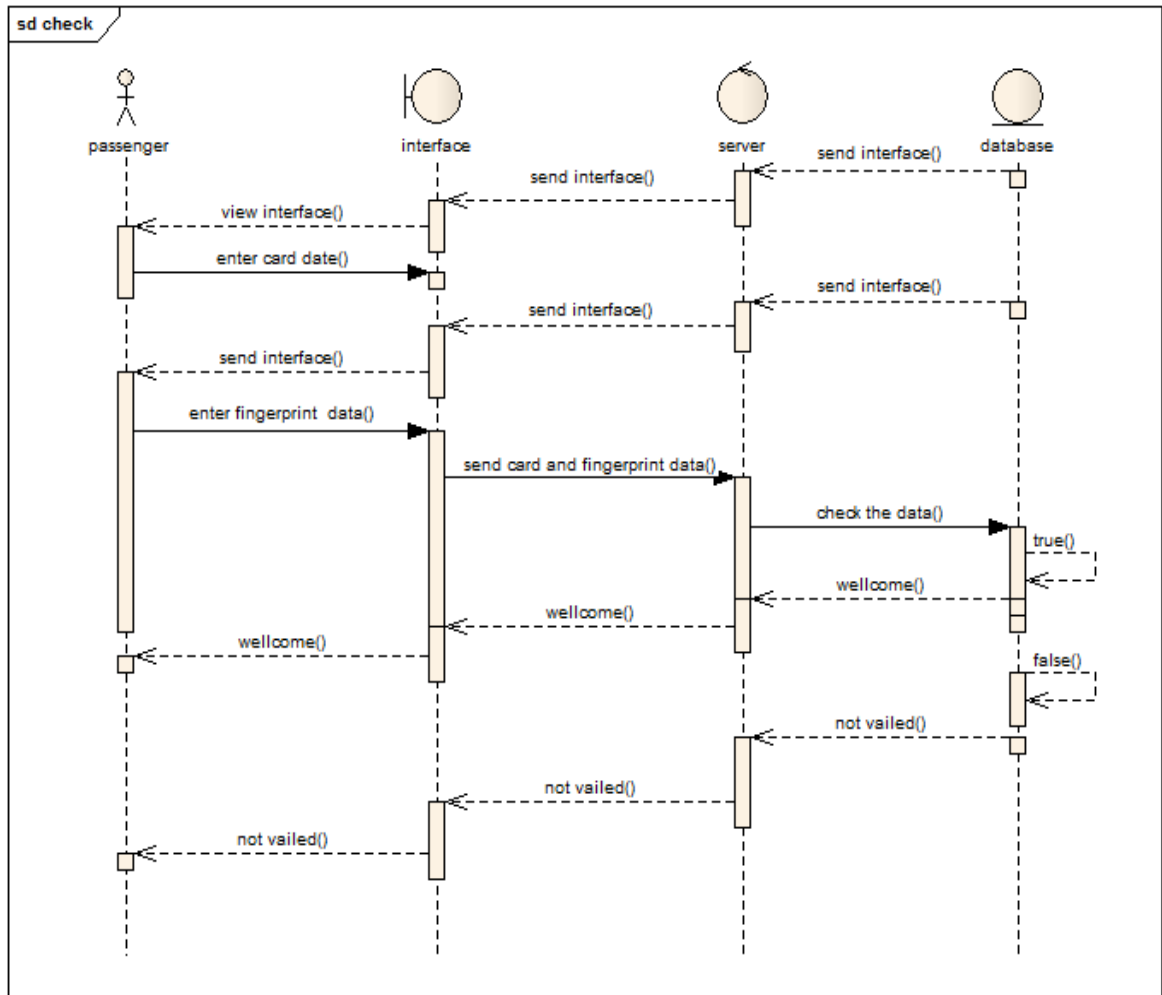 sd check
passenger
interface
server
database
send interface()
send interface()
view interface()
enter card date()
send interface()
send interface()
send interface()
enter fingerprint data()
send card and fingerprint data()
check the data()
true()
wellcome()
wellcome()
wellcome()
false()
not vailed()
not vailed()
not vailed()